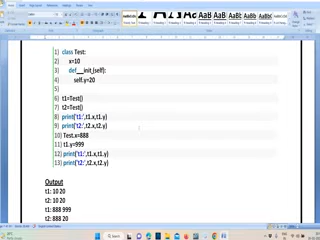 1) class Test:
2) x=10
3) def__init(self):
4) self.y=20
5)
6) t1=Test()
7) t2=Test()
8) print('t1:',t1.x,t1.y)
9) print('t2:',t2.x,t2.y)
10) Test.x=888
11) t1.y=999
12) print('t1:',t1.x,t1.y)
13) print('t2:',t2.x,t2.y)
Output
t1: 10 20
t2: 10 20
t1: 888 999
t2: 888 20
Search